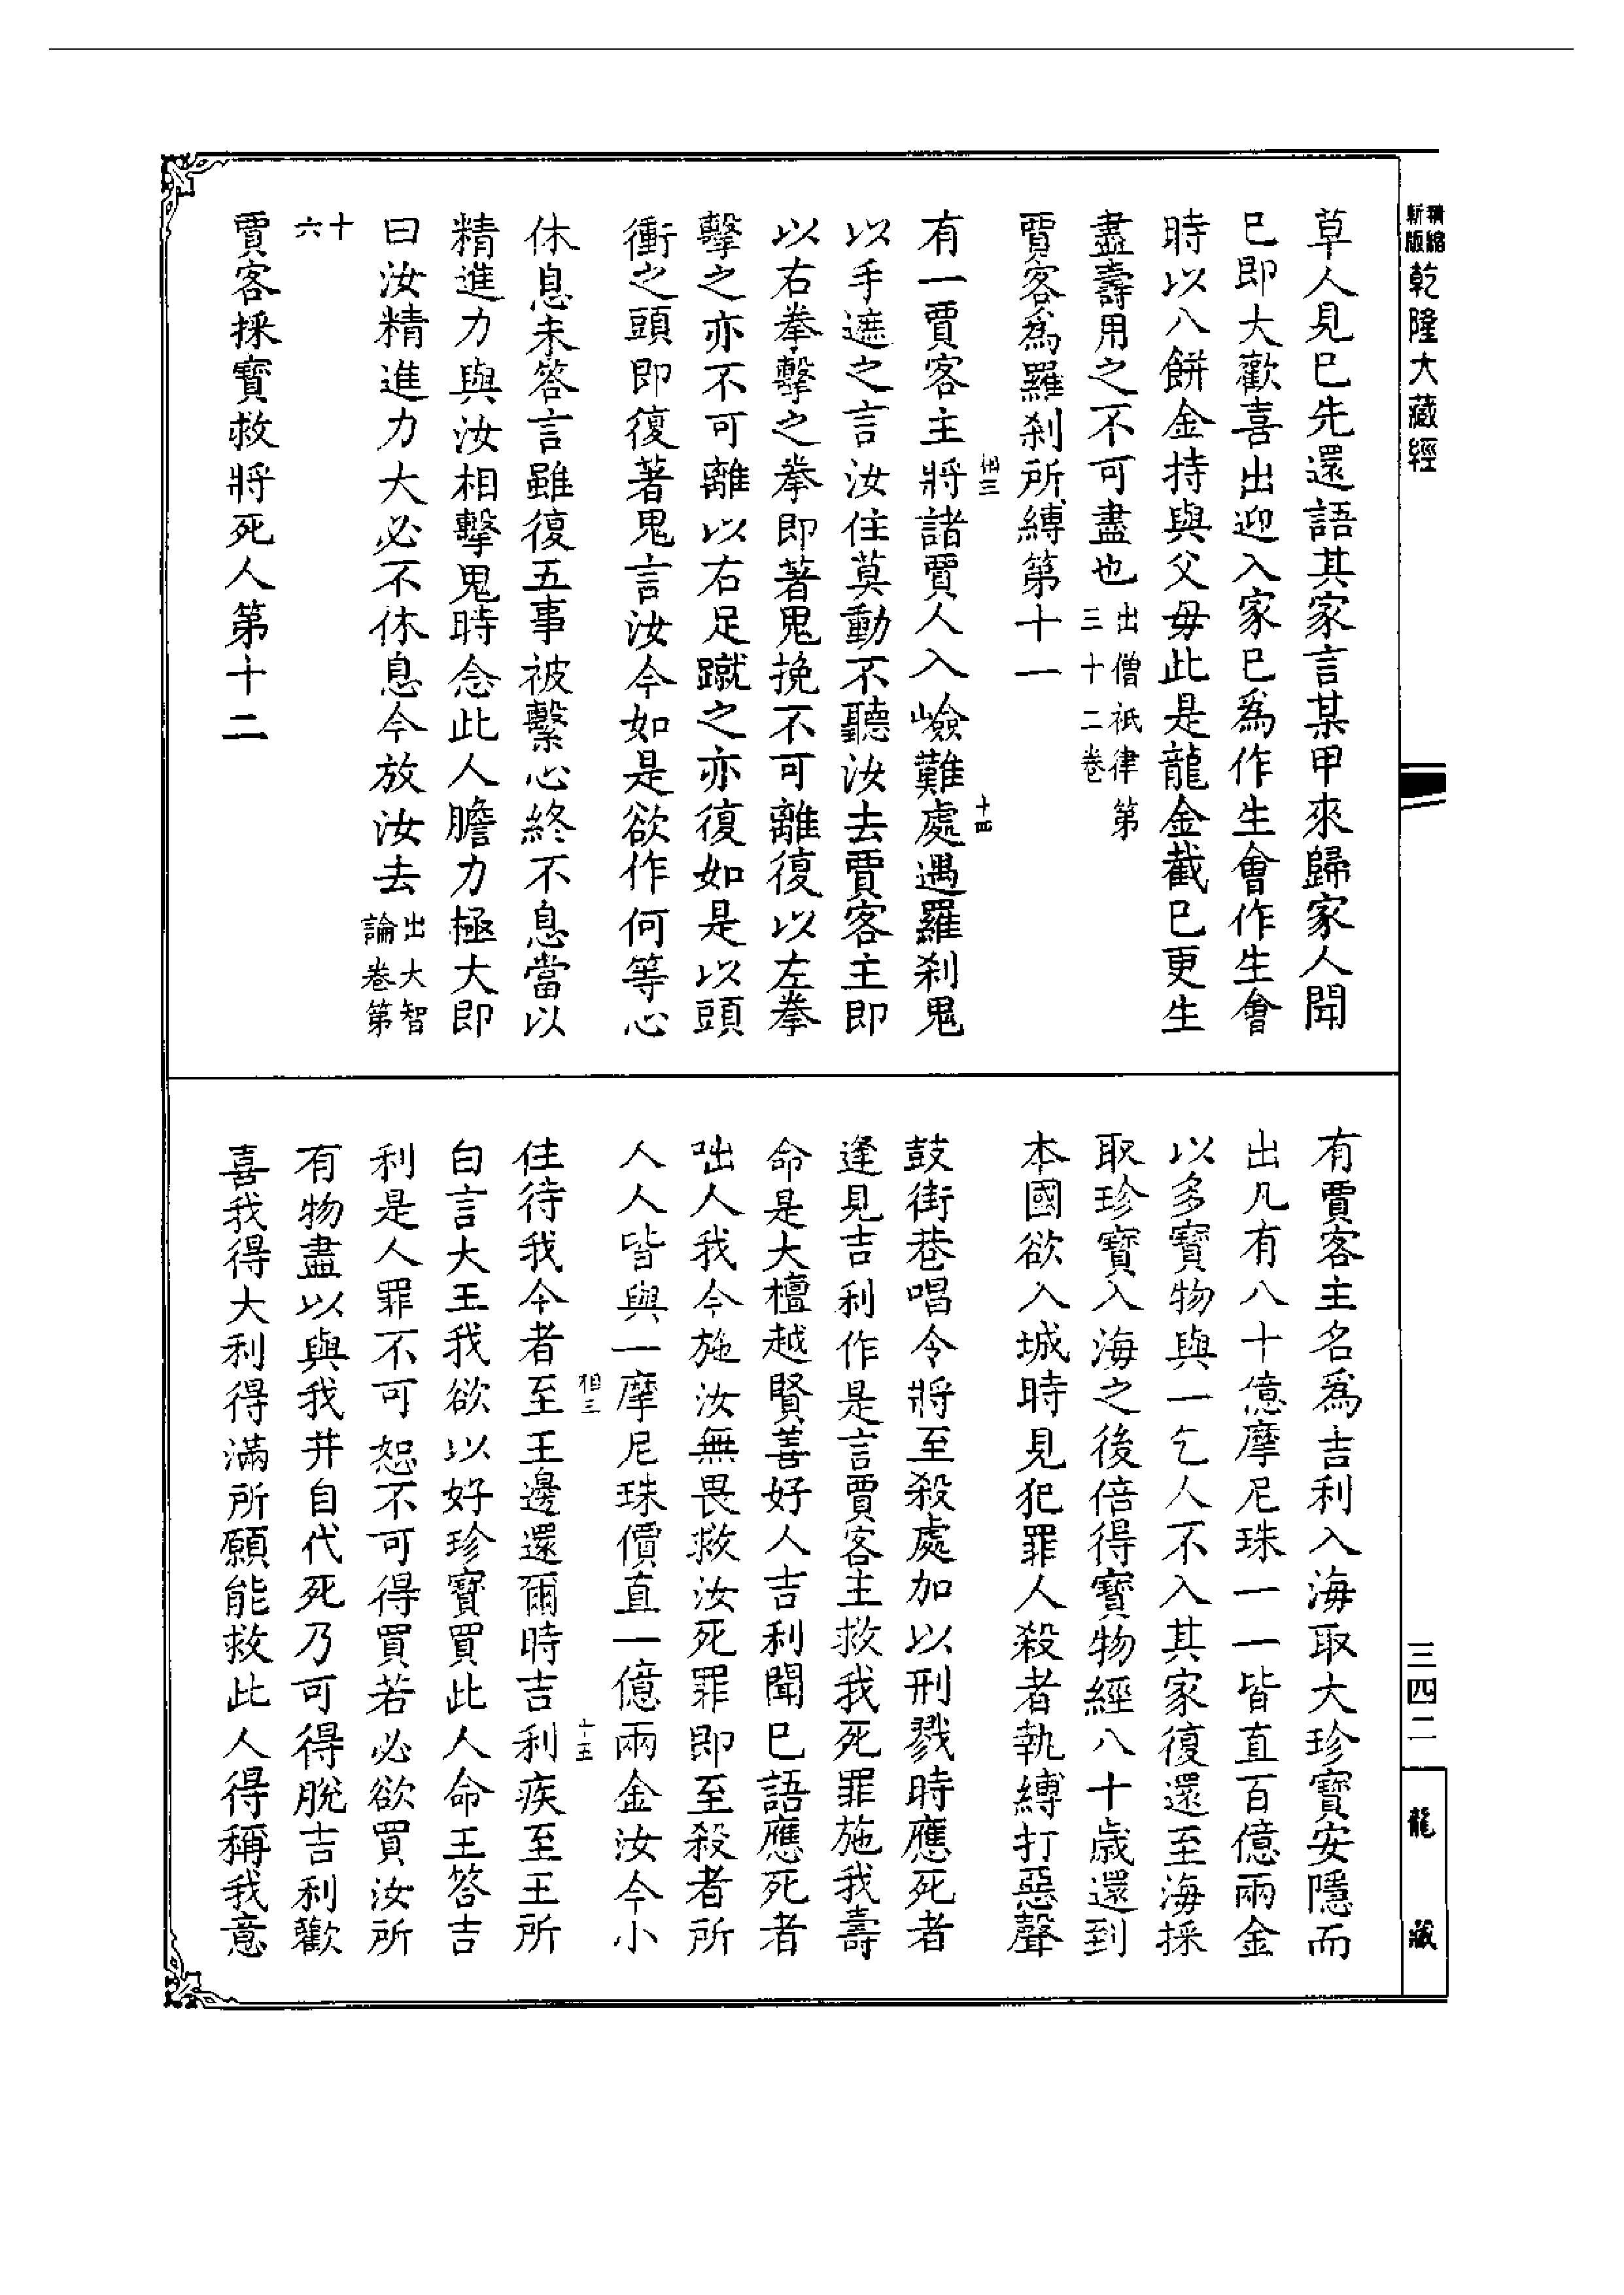 精繕
新版
乾隆大藏經
草人見已先還語其家言某甲來歸家人聞
已即大歡喜出迎入家已爲作生會作生會
時以八餅金持與父母此是龍金截已更生
盡壽用之不可盡也出僧祇律第三十二卷
賈客爲羅刹所縛第十一
相三
十四
有一賈客主將諸賈人入嶮難處遇羅刹鬼
以手遮之言汝住莫動不聽汝去賈客主即
以右拳擊之拳即著鬼挽不可離復以左拳
擊之亦不可離以右足蹴之亦復如是以頭
衝之頭即復著鬼言汝今如是欲作何等心
休息未答言雖復五事被繫心終不息當以
精進力與汝相擊鬼時念此人膽力極大即
曰汝精進力大必不休息今放汝去出大智論卷第
十六
賈客採寶救將死人第十二
有賈客主名爲吉利入海取大珍寶安隱而
出凡有八十億摩尼珠一一皆直百億兩金
以多寶物與一乞人不入其家復還至海採
取珍寶入海之後倍得寶物經八十歲還到
本國欲入城時見犯罪人殺者執縛打惡聲
鼓街巷唱令將至殺處加以刑戮時應死者
逢見吉利作是言賈客主救我死罪施我壽
命是大檀越賢善好人吉利聞已語應死者
咄人我今施汝無畏救汝死罪即至殺者所
人人皆與一摩尼珠價直一億兩金汝今小
相三
十五
住待我今者至王邊還爾時吉利疾至王所
白言大王我欲以好珍寶買此人命王答吉
利是人罪不可恕不可得買若必欲買汝所
有物盡以與我并自代死乃可得脫吉利歡
喜我得大利得滿所願能救此人得稱我意
三四二
龍藏